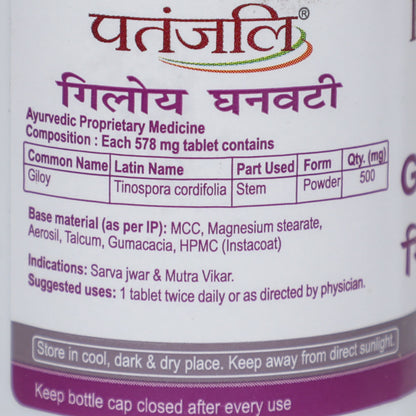 पतंजलि®
गिलोय घनवटी
Ayurvedic Proprietary Medicine
Composition : Each 578 mg tablet contains
Common Name Latin Name Part Used Form Qty. (mg)
Giloy Tinospora cordifolia Stem Powder 500
Base material (as per IP): MCC, Magnesium stearate,
Aerosil, Talcum, Gumacacia, HPMC (Instacoat)
Indications: Sarva jwar & Mutra Vikar.
Suggested uses: 1 tablet twice daily or as directed by physician.
Store in cool, dark & dry place. Keep away from direct sunlight.
Keep bottle cap closed after every use